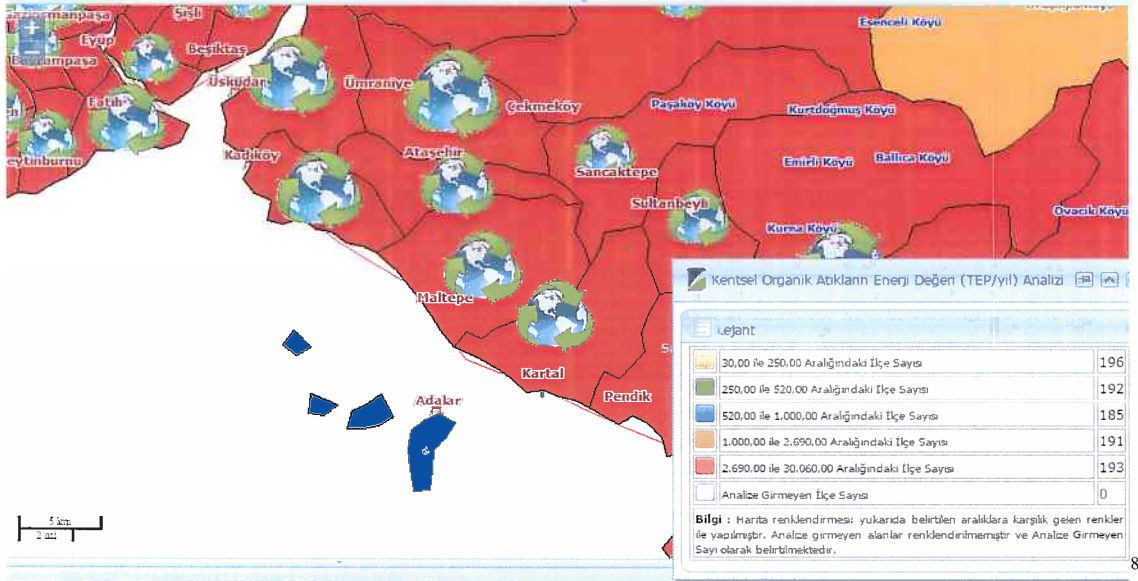 Gaziosmanpaşa
Şişli
Esenceli Köyü
Eyüp
Beşiktaş
Bayrampaşa
Üsküdar
Ümraniye
Fatih
Çekmeköy
Paşaköy Köyü
Kurtdoğmuş Köyü
eytinburnu
Kadıköy
Ataşehir
Sancaktepe
Emirli Köyü
Ballıca Köyü
Sultanbeyli
Ovacık Köyü
Kurna Köyü
Maltepe
Kartal
Pendik
Adalar
5 km
2 mi
Kentsel Organik Atıkların Enerji Değeri (TEP/yıl) Analizi
Lejant
30,00 ile 250,00 Aralığındaki İlçe Sayısı 196
250,00 ile 520,00 Aralığındaki İlçe Sayısı 192
520,00 ile 1.000,00 Aralığındaki İlçe Sayısı 185
1.000,00 ile 2.690,00 Aralığındaki İlçe Sayısı 191
2.690,00 ile 30.060,00 Aralığındaki İlçe Sayısı 193
Analize Girmeyen İlçe Sayısı 0
Bilgi : Harita renklendirmesi yukarıda belirtilen aralıklara karşılık gelen renkler
ile yapılmıştır. Analize girmeyen alanlar renklendirilmemiştir ve Analize Girmeyen
Sayı olarak belirtilmektedir.
8